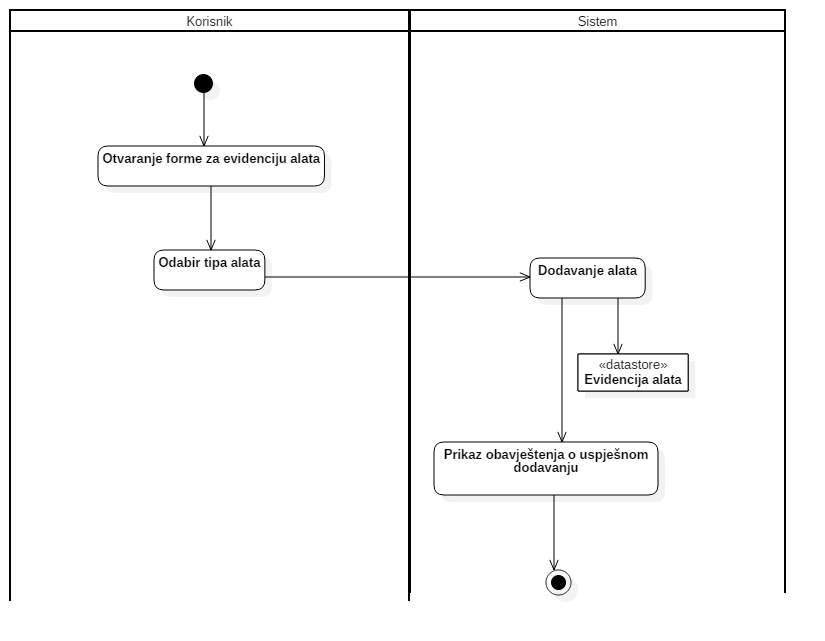 Korisnik
Sistem
Otvaranje forme za evidenciju alata
Odabir tipa alata
Dodavanje alata
«datastore»
Evidencija alata
Prikaz obavještenja o uspješnom
dodavanju